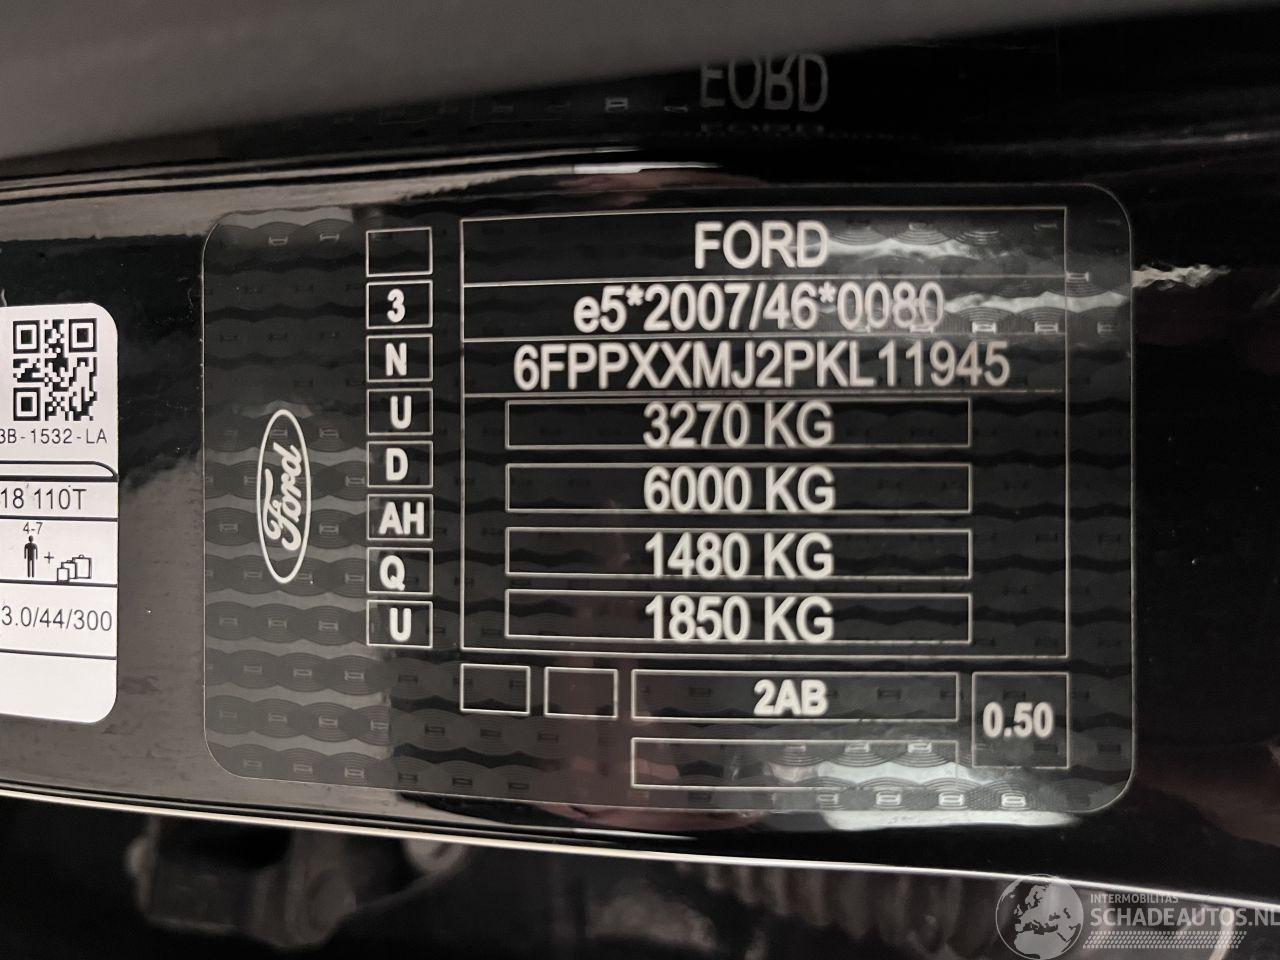 FORD
FORD
e5*2007/46*0080
6FPPXXMJ2PKL11945
3270 KG
6000 KG
1480 KG
1850 KG
3
N
U
D
AH
Q
U
Ford
2AB
0.50
3B-1532-LA
18 110T
4-7
+
3.0/44/300
INTERMOBILITAS
SCHADEAUTOS.NL